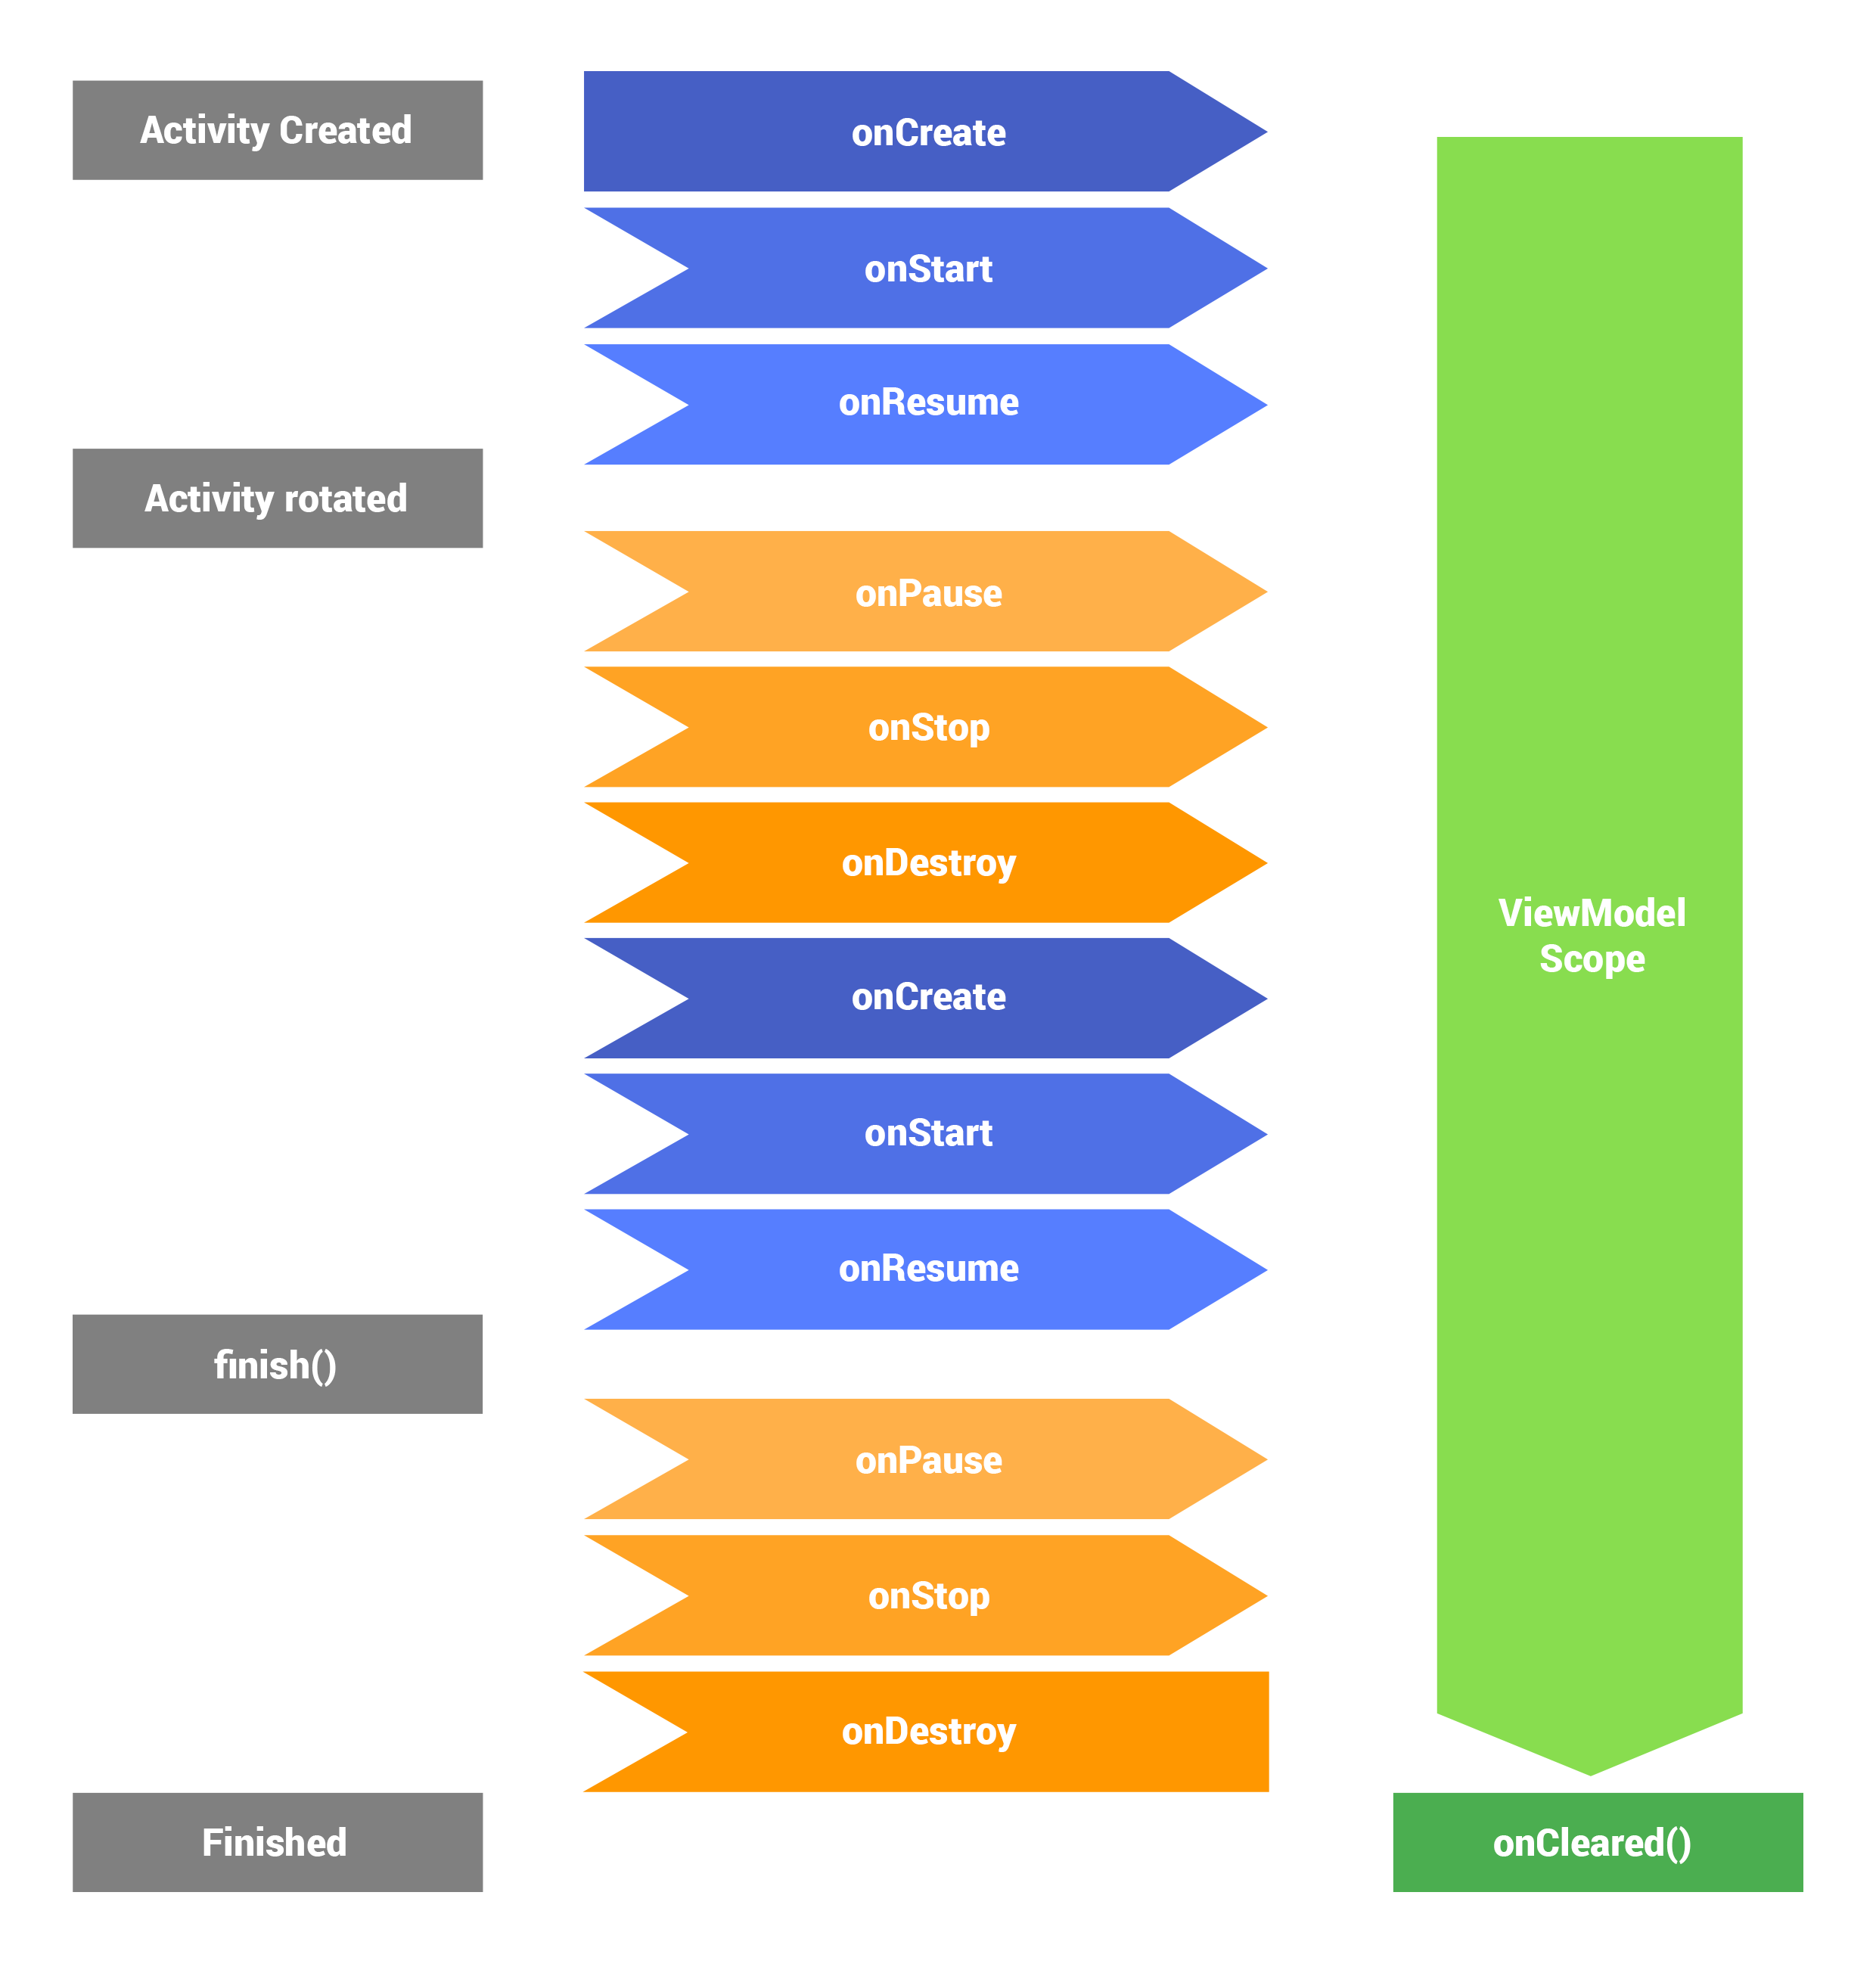 Activity Created
onCreate
onStart
onResume
Activity rotated
onPause
onStop
onDestroy
onCreate
onStart
onResume
finish()
onPause
onStop
onDestroy
Finished
ViewModel
Scope
onCleared()